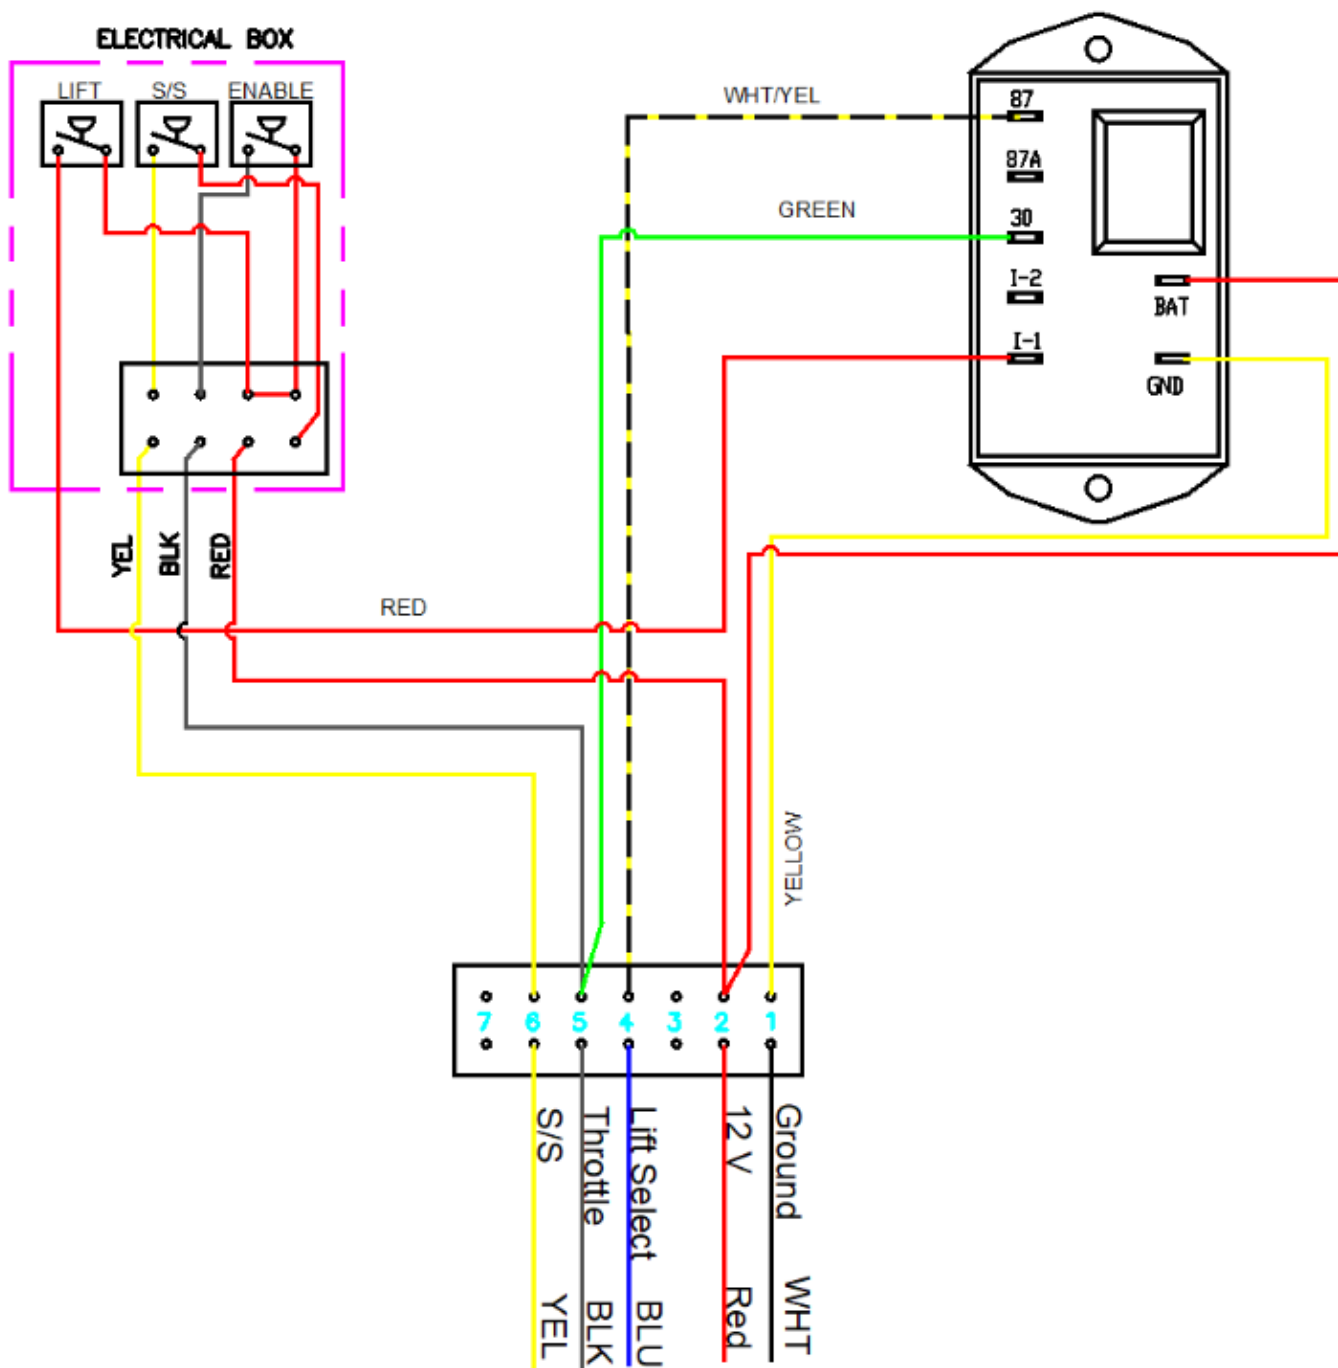 ELECTRICAL BOX
LIFT
S/S
ENABLE
WHT/YEL
GREEN
87
87A
30
I-2
I-1
BAT
GND
YEL
BLK
RED
RED
YELLOW
7
6
5
4
3
2
1
S/S
Throttle
Lift Select
12 V
Ground
YEL
BLK
BLU
Red
WHT